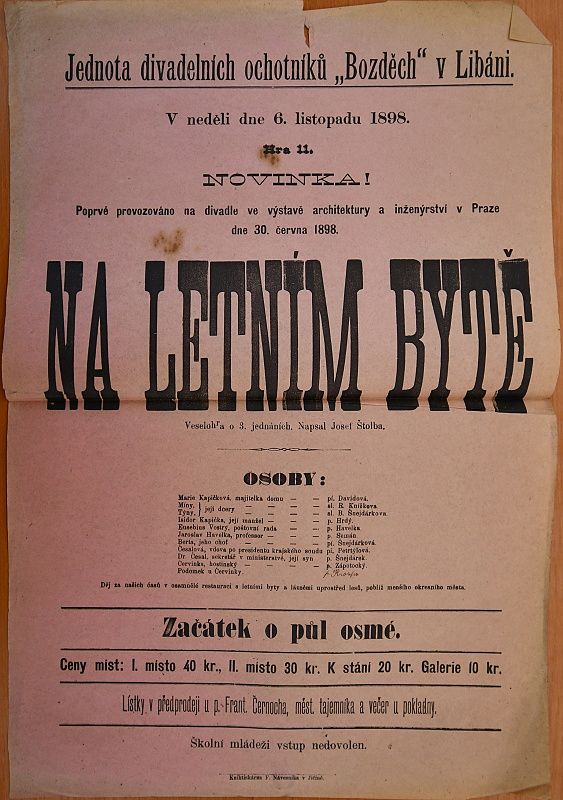 Jednota divadelních ochotníků „Bozděch“ v Libáni.
V neděli dne 6. listopadu 1898.
Hra 11.
NOVINKA!
Poprvé provozováno na divadle ve výstavě architektury a inženýrství v Praze
dne 30. června 1898.
NA LETNÍM BYTĚ
Veselohra o 3. jednáních. Napsal Josef Štolba.
OSOBY:
Marie Kapičková, majitelka domu — — pí. Davidová.
Míny, } její dcery — — — sl. R. Knížkova.
Týny, — — — sl. B. Šnejdárkova.
Isidor Kapička, její manžel — — p. Hrdý.
Eusebius Vostrý, poštovní rada — — p. Havelka
Jaroslav Havelka, professor — — p. Semán.
Berta, jeho choť — — — pí. Šnejdárková.
Česalová, vdova po presidentu krajského soudu pí. Petrtýlová.
Dr. Česal, sekretář v ministerstvě, její syn — p. Šnejdárek
Červinka, hostinský — — — p. Zápotocký.
Podomek u Červinky.
Děj za našich časů v osamělé restauraci s letními byty a lázněmi uprostřed lesů, poblíž menšího okresního města.
Začátek o půl osmé.
Ceny míst: I. místo 40 kr., II. místo 30 kr. K stání 20 kr. Galerie 10 kr.
Lístky v předprodeji u p. Frant. Černocha, měst. tajemníka a večer u pokladny.
Školní mládeži vstup nedovolen.
Knihtiskárna F. Návesníka v Jičíně.